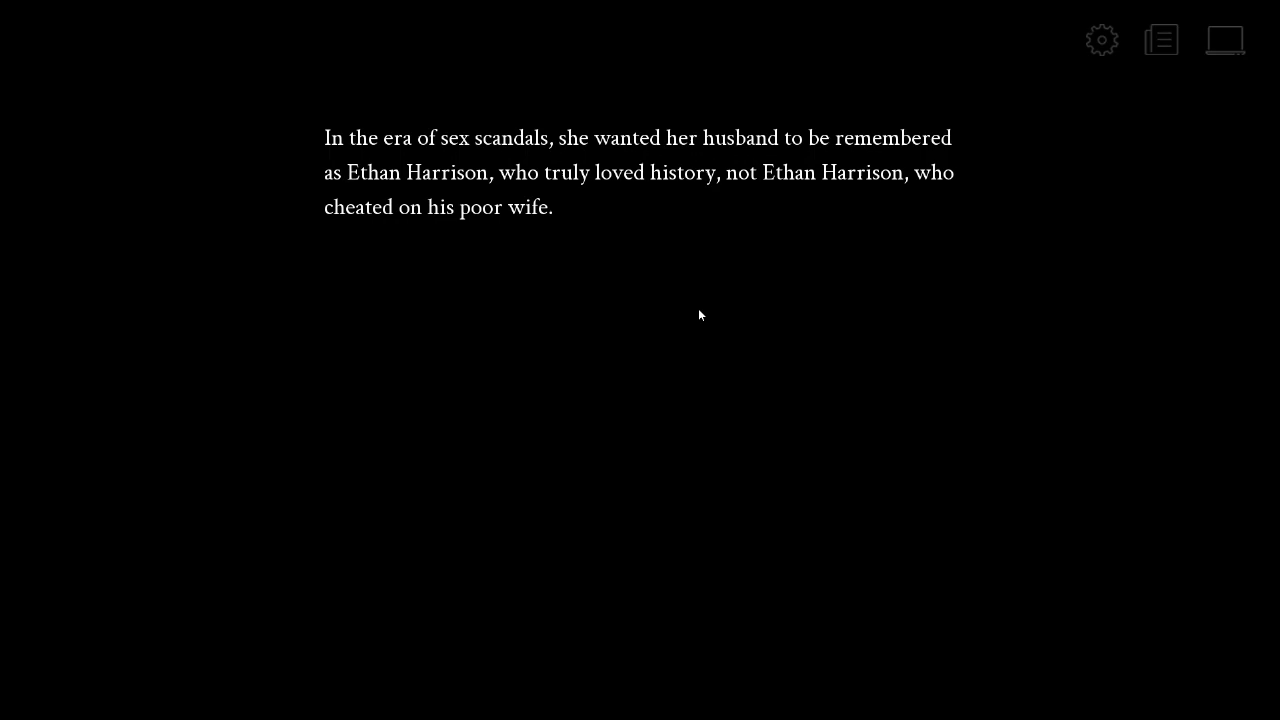 In the era of sex scandals, she wanted her husband to be remembered
as Ethan Harrison, who truly loved history, not Ethan Harrison, who
cheated on his poor wife.